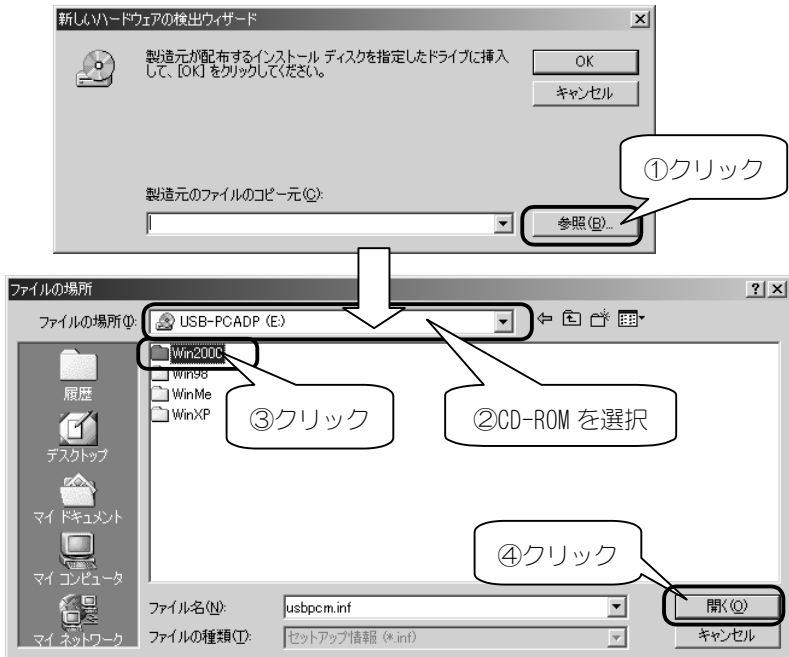 新しいハードウェアの検出ウィザード
製造元が配布するインストール ディスクを指定したドライブに挿入
して、[OK] をクリックしてください。
OK
キャンセル
①クリック
製造元のファイルのコピー元(C):
参照(B)...
ファイルの場所
ファイルの場所(I):
USB-PCADP (E:)
Win2000
Win98
WinMe
WinXP
③クリック
②CD-ROM を選択
履歴
デスクトップ
マイ ドキュメント
マイ コンピュータ
マイ ネットワーク
④クリック
ファイル名(N):
usbpcm.inf
開く(O)
ファイルの種類(T):
セットアップ情報 (*.inf)
キャンセル